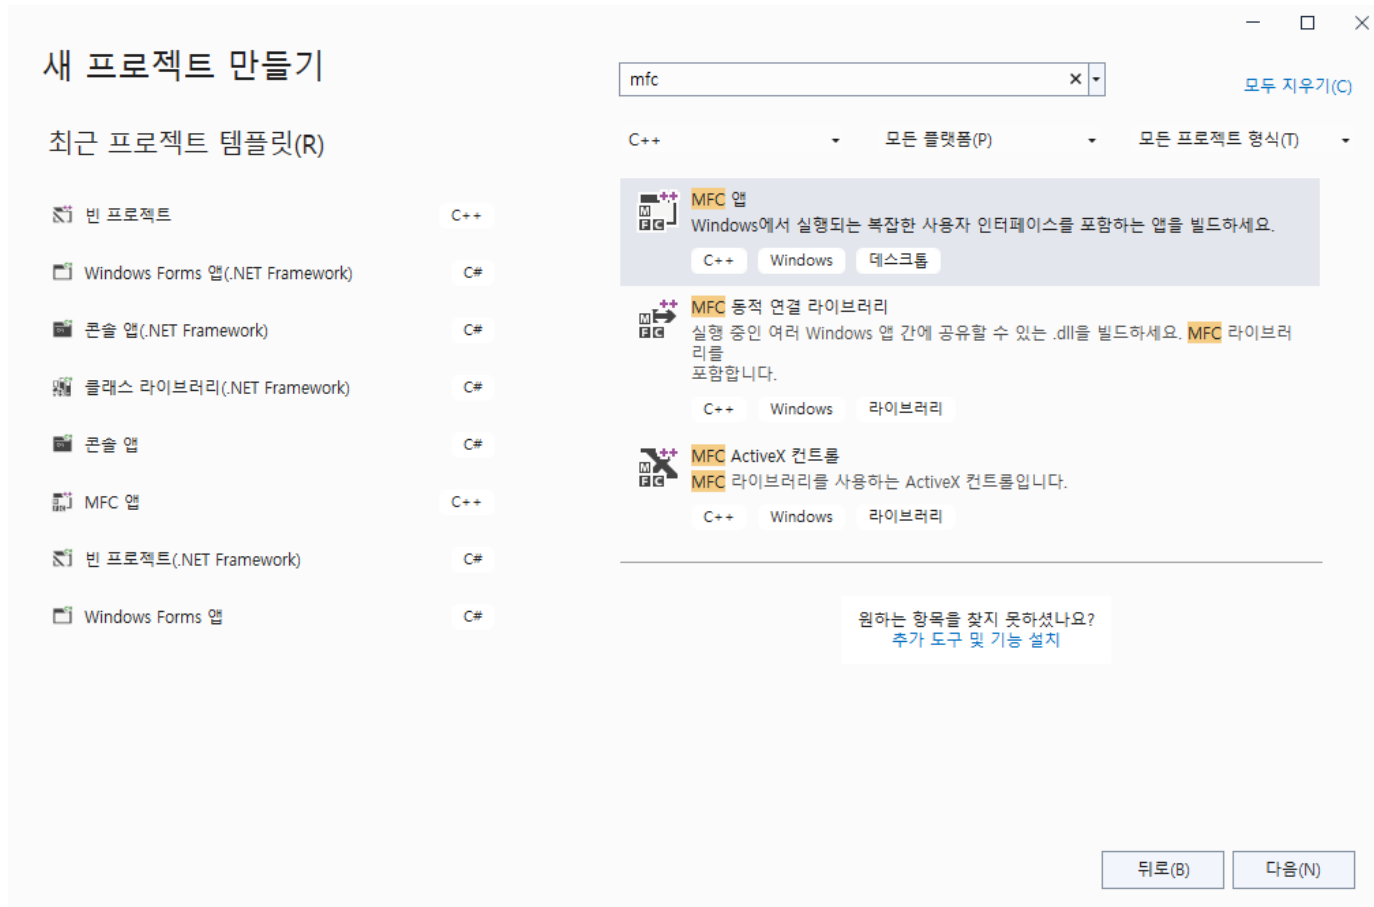 새 프로젝트 만들기
mfc
모두 지우기(C)
최근 프로젝트 템플릿(R)
C++
모든 플랫폼(P)
모든 프로젝트 형식(T)
빈 프로젝트 C++
Windows Forms 앱(.NET Framework) C#
콘솔 앱(.NET Framework) C#
클래스 라이브러리(.NET Framework) C#
콘솔 앱 C#
MFC 앱 C++
빈 프로젝트(.NET Framework) C#
Windows Forms 앱 C#
MFC 앱
Windows에서 실행되는 복잡한 사용자 인터페이스를 포함하는 앱을 빌드하세요.
C++ Windows 데스크톱
MFC 동적 연결 라이브러리
실행 중인 여러 Windows 앱 간에 공유할 수 있는 .dll을 빌드하세요. MFC 라이브러
리를
포함합니다.
C++ Windows 라이브러리
MFC ActiveX 컨트롤
MFC 라이브러리를 사용하는 ActiveX 컨트롤입니다.
C++ Windows 라이브러리
원하는 항목을 찾지 못하셨나요?
추가 도구 및 기능 설치
뒤로(B)
다음(N)